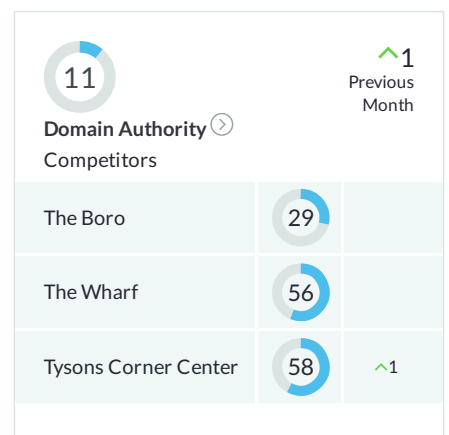 11
1
Previous
Month
Domain Authority
Competitors
The Boro 29
The Wharf 56
Tysons Corner Center 58 1